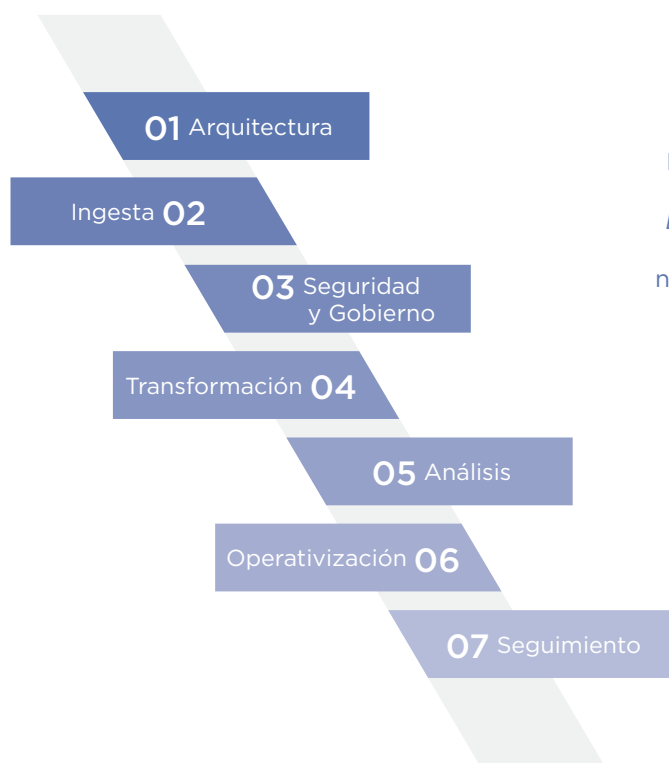 01 Arquitectura
Ingesta 02
03 Seguridad
y Gobierno
Transformación 04
05 Análisis
Operativización 06
07 Seguimiento